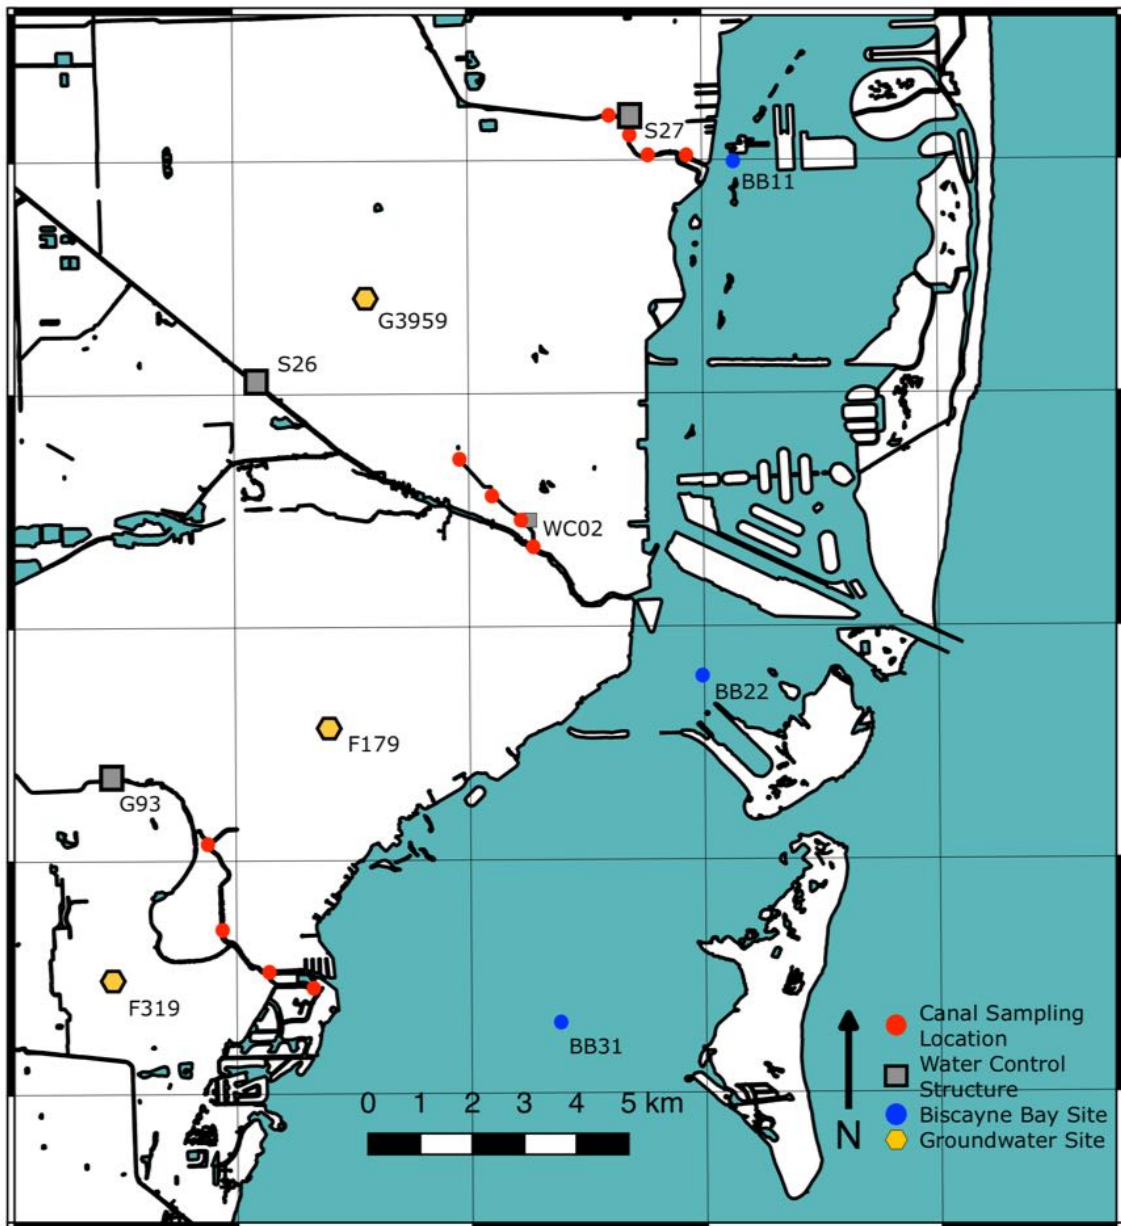 S27
BB11
G3959
S26
WC02
BB22
F179
G93
F319
BB31
0 1 2 3 4 5 km
N
Canal Sampling
Location
Water Control
Structure
Biscayne Bay Site
Groundwater Site